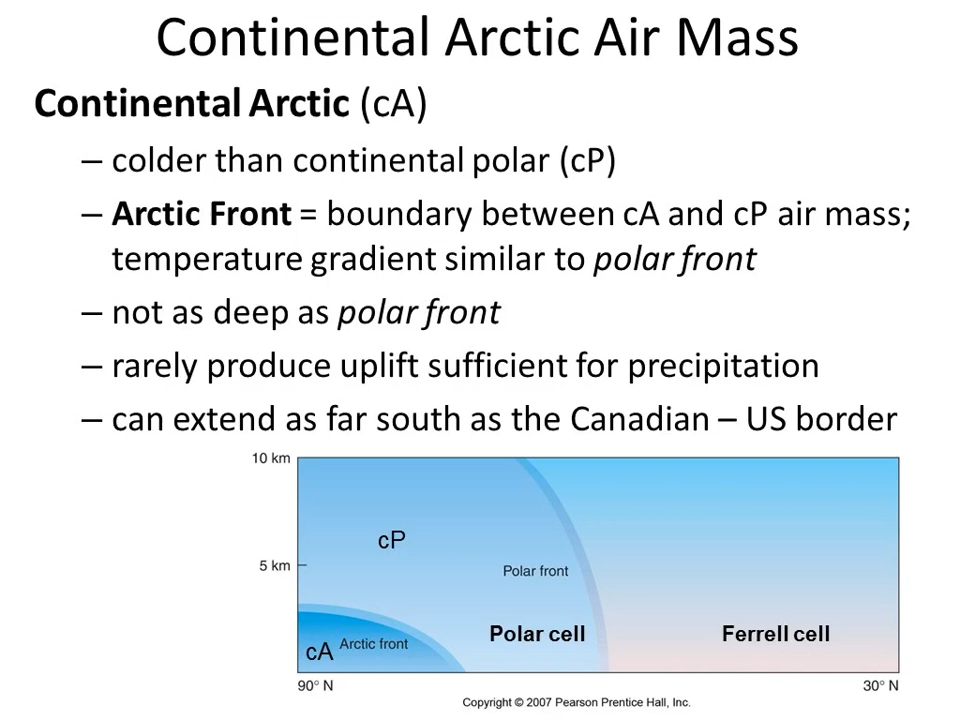 Continental Arctic Air Mass
Continental Arctic (cA)
– colder than continental polar (cP)
– Arctic Front = boundary between cA and cP air mass;
temperature gradient similar to polar front
– not as deep as polar front
– rarely produce uplift sufficient for precipitation
– can extend as far south as the Canadian – US border
10 km
cP
5 km
Polar front
Polar cell
Ferrell cell
Arctic front
cA
90° N
30° N
Copyright © 2007 Pearson Prentice Hall, Inc.